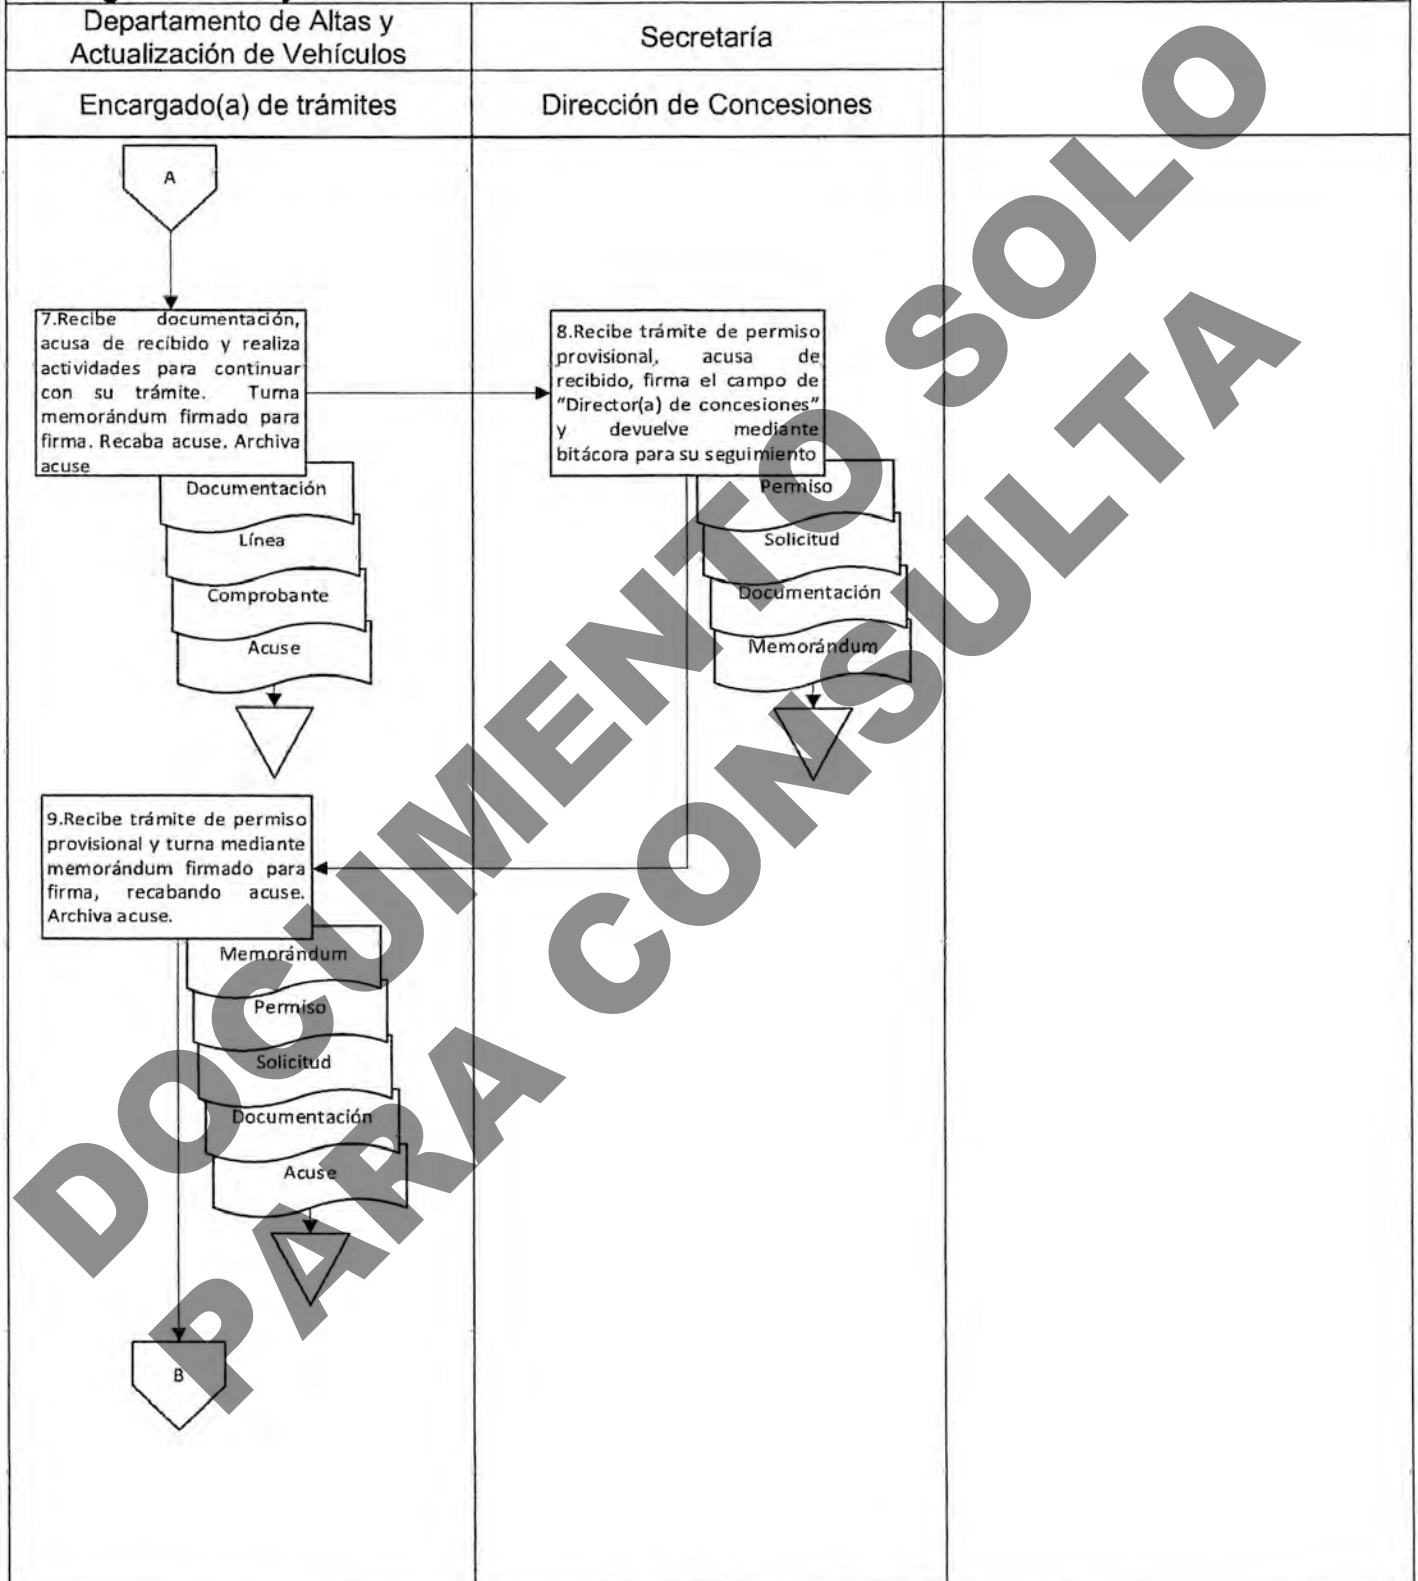 Departamento de Altas y
Actualización de Vehículos
Secretaría
Encargado(a) de trámites
Dirección de Concesiones
A
7.Recibe documentación,
acusa de recibido y realiza
actividades para continuar
con su trámite. Turna
memorándum firmado para
firma. Recaba acuse. Archiva
acuse
Documentación
Línea
Comprobante
Acuse
8.Recibe trámite de permiso
provisional, acusa de
recibido, firma el campo de
"Director(a) de concesiones"
y devuelve mediante
bitácora para su seguimiento
Permiso
Solicitud
Documentación
Memorándum
9.Recibe trámite de permiso
provisional y turna mediante
memorándum firmado para
firma, recabando acuse.
Archiva acuse.
Memorándum
Permiso
Solicitud
Documentación
Acuse
B
DOCUMENTO SOLO
PARA CONSULTA